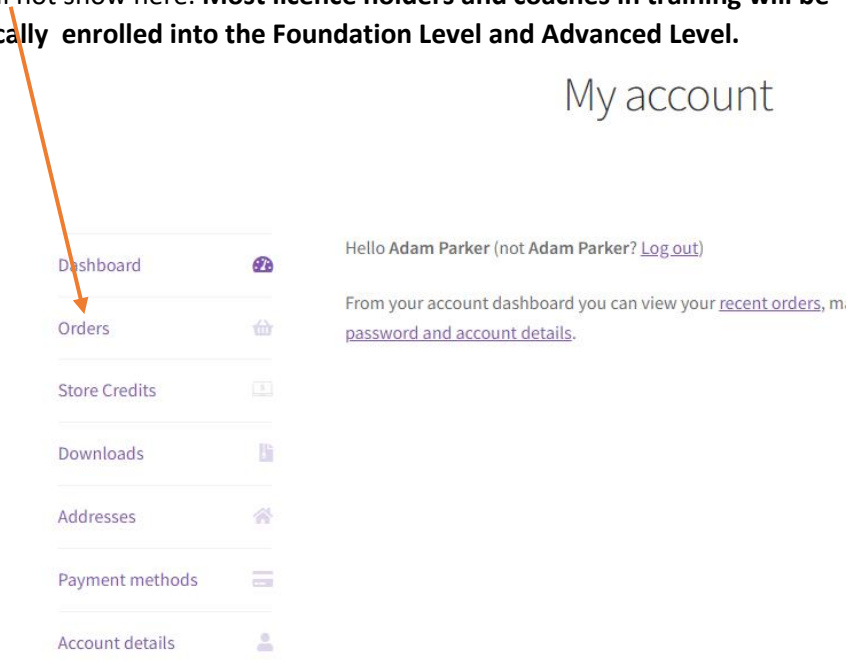 not show here. Most licence holders and coaches in training will be
cally enrolled into the Foundation Level and Advanced Level.
My account
Dashboard
Hello Adam Parker (not Adam Parker? Log out)
From your account dashboard you can view your recent orders, ma
Orders
password and account details.
Store Credits
Downloads
Addresses
Payment methods
Account details